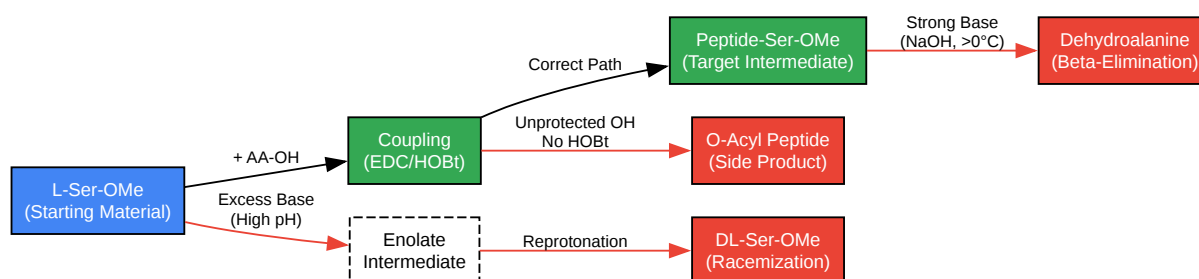 Peptide-Ser-OMe
(Target Intermediate)
Strong Base
(NaOH, >0°C)
Dehydroalanine
(Beta-Elimination)
Correct Path
Coupling
(EDC/HOBt)
Unprotected OH
No HOBt
O-Acyl Peptide
(Side Product)
+ AA-OH
L-Ser-OMe
(Starting Material)
Excess Base
(High pH)
Enolate
Intermediate
Reprotonation
DL-Ser-OMe
(Racemization)